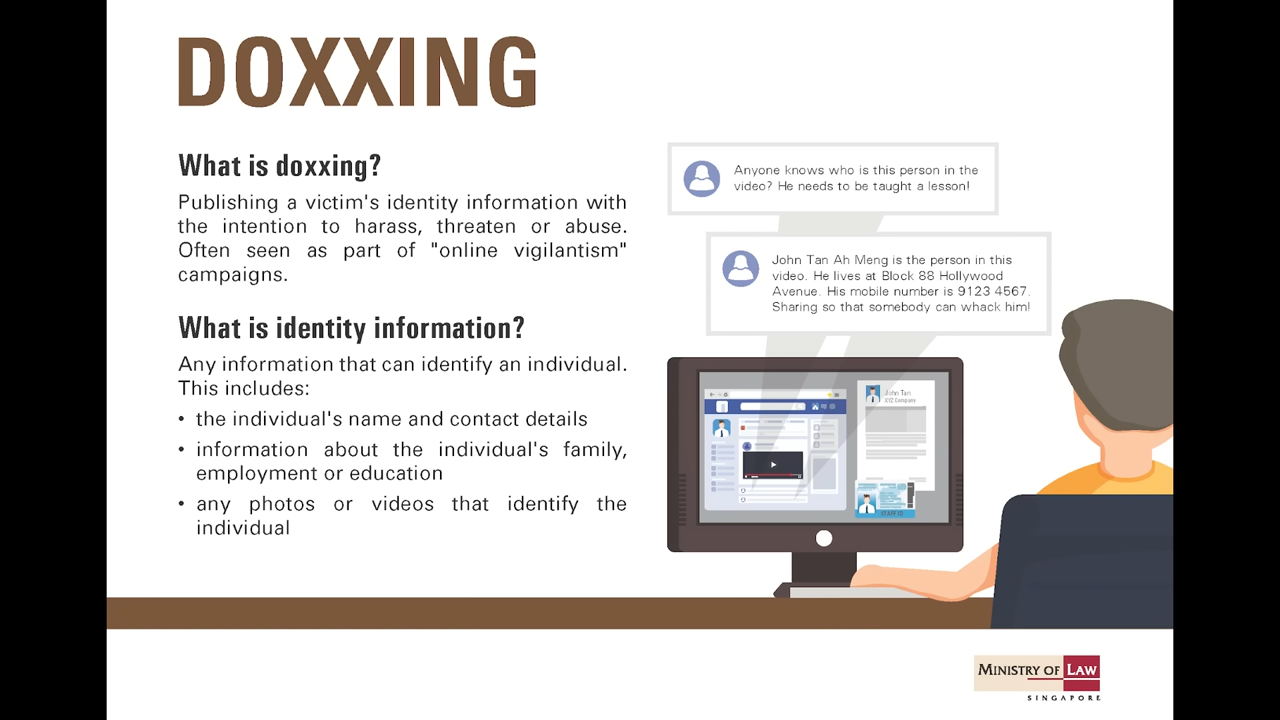 DOXXING
What is doxxing?
Publishing a victim's identity information with
the intention to harass, threaten or abuse.
Often seen as part of "online vigilantism"
campaigns.
What is identity information?
Any information that can identify an individual.
This includes:
• the individual's name and contact details
• information about the individual's family,
employment or education
• any photos or videos that identify the
individual
Anyone knows who is this person in the
video? He needs to be taught a lesson!
John Tan Ah Meng is the person in this
video. He lives at Block 88 Hollywood
Avenue. His mobile number is 9123 4567.
Sharing so that somebody can whack him!
John Tan
XYZ Company
STAFF ID
MINISTRY OF LAW
SINGAPORE